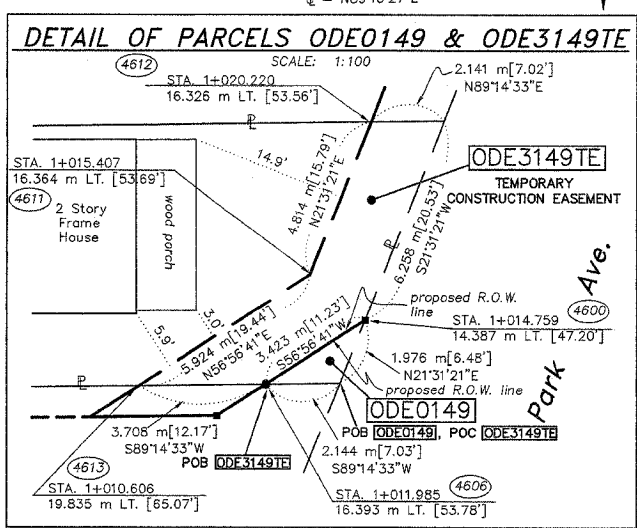 DETAIL OF PARCELS ODE0149 & ODE3149TE
SCALE: 1:100
4612
STA. 1+020.220
16.326 m LT. [53.56']
2.141 m[7.02']
N89°14'33"E
14.9'
4.814 m[15.79']
N21°31'21"E
ODE3149TE
TEMPORARY
CONSTRUCTION EASEMENT
STA. 1+015.407
16.364 m LT. [53.69']
4611
2 Story
Frame
House
wood porch
6.258 m[20.53']
S21°31'21"W
Park Ave.
proposed R.O.W.
line
4600
STA. 1+014.759
14.387 m LT. [47.20']
3.0'
5.9'
5.924 m[19.44']
N56°56'41"E
3.423 m[11.23']
S56°56'41"W
1.976 m[6.48']
N21°31'21"E
proposed R.O.W. line
ODE0149
POB ODE0149, POC ODE3149TE
3.708 m[12.17']
S89°14'33"W
POB ODE3149TE
2.144 m[7.03']
S89°14'33"W
4613
STA. 1+010.606
19.835 m LT. [65.07']
4606
STA. 1+011.985
16.393 m LT. [53.78']